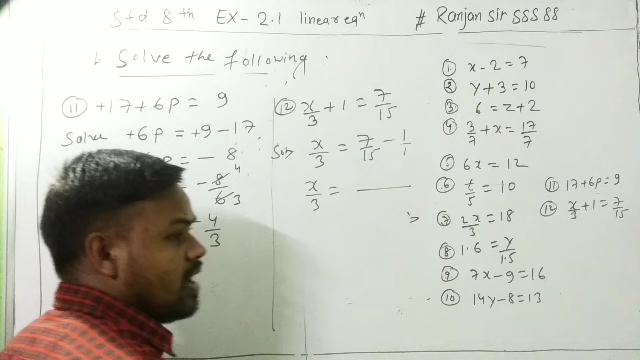 Std 8th EX-2.1 linear eqⁿ # Ranjan Sir SSS 88
1. Solve the following.
⑪ +17+6P = 9
Solve +6P = +9-17
= - 8
- 8/6 4 3
4/3
⑫ x/3 + 1 = 7/15
Solⁿ x/3 = 7/15 - 1/1
x/3 = ———
① x-2=7
② y+3=10
③ 6=z+2
④ 3/7 + x = 17/7
⑤ 6x=12
⑥ t/5 = 10
⑦ 2x/3 = 18
⑧ 1.6 = y/1.5
⑨ 7x-9=16
⑩ 14y-8=13
⑪ 17+6P=9
⑫ x/3+1=7/15